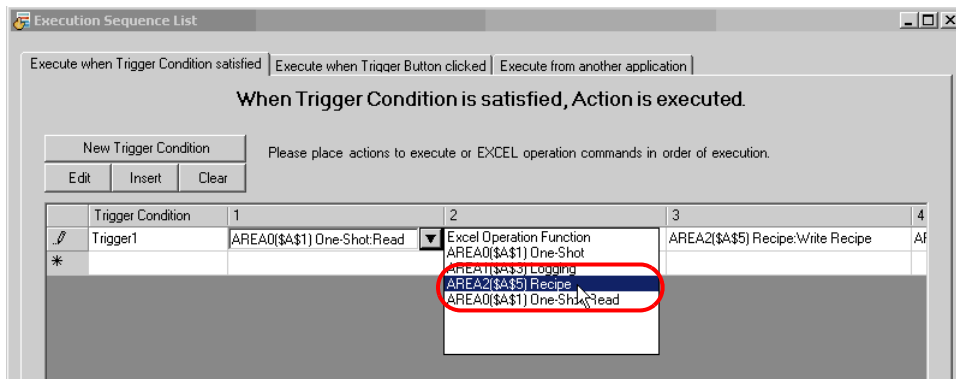 Execution Sequence List
Execute when Trigger Condition satisfied Execute when Trigger Button clicked Execute from another application
When Trigger Condition is satisfied, Action is executed.
New Trigger Condition
Please place actions to execute or EXCEL operation commands in order of execution.
Edit Insert Clear
Trigger Condition 1 2 3 4
Trigger1 AREA0($A$1) One-Shot:Read Excel Operation Function AREA2($A$5) Recipe:Write Recipe
AREA0($A$1) One-Shot
AREA1($A$3) Logging
AREA2($A$5) Recipe
AREA0($A$1) One-Shot:Read